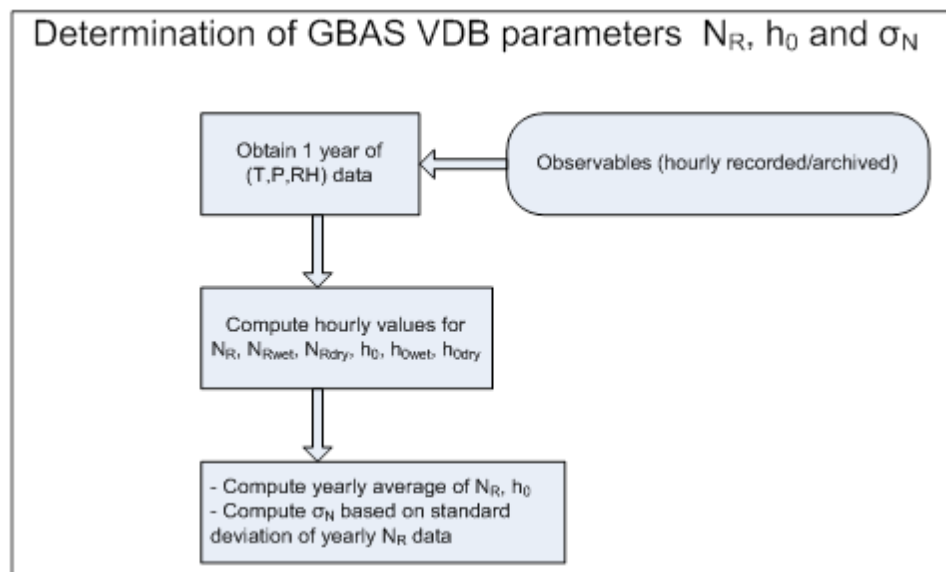 Determination of GBAS VDB parameters N_R, h_0 and σ_N
Obtain 1 year of
(T,P,RH) data
Observables (hourly recorded/archived)
Compute hourly values for
N_R, N_Rwet, N_Rdry, h_0, h_0wet, h_0dry
- Compute yearly average of N_R, h_0
- Compute σ_N based on standard
deviation of yearly N_R data